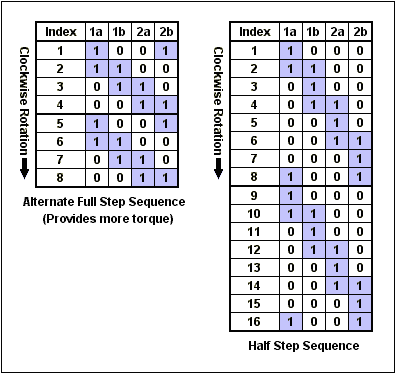 Index 1a 1b 2a 2b
1 1 0 0 1
2 1 1 0 0
3 0 1 1 0
4 0 0 1 1
5 1 0 0 1
6 1 1 0 0
7 0 1 1 0
8 0 0 1 1
Clockwise Rotation
Alternate Full Step Sequence
(Provides more torque)
Index 1a 1b 2a 2b
1 1 0 0 0
2 1 1 0 0
3 0 1 0 0
4 0 1 1 0
5 0 0 1 0
6 0 0 1 1
7 0 0 0 1
8 1 0 0 1
9 1 0 0 0
10 1 1 0 0
11 0 1 0 0
12 0 1 1 0
13 0 0 1 0
14 0 0 1 1
15 0 0 0 1
16 1 0 0 1
Clockwise Rotation
Half Step Sequence